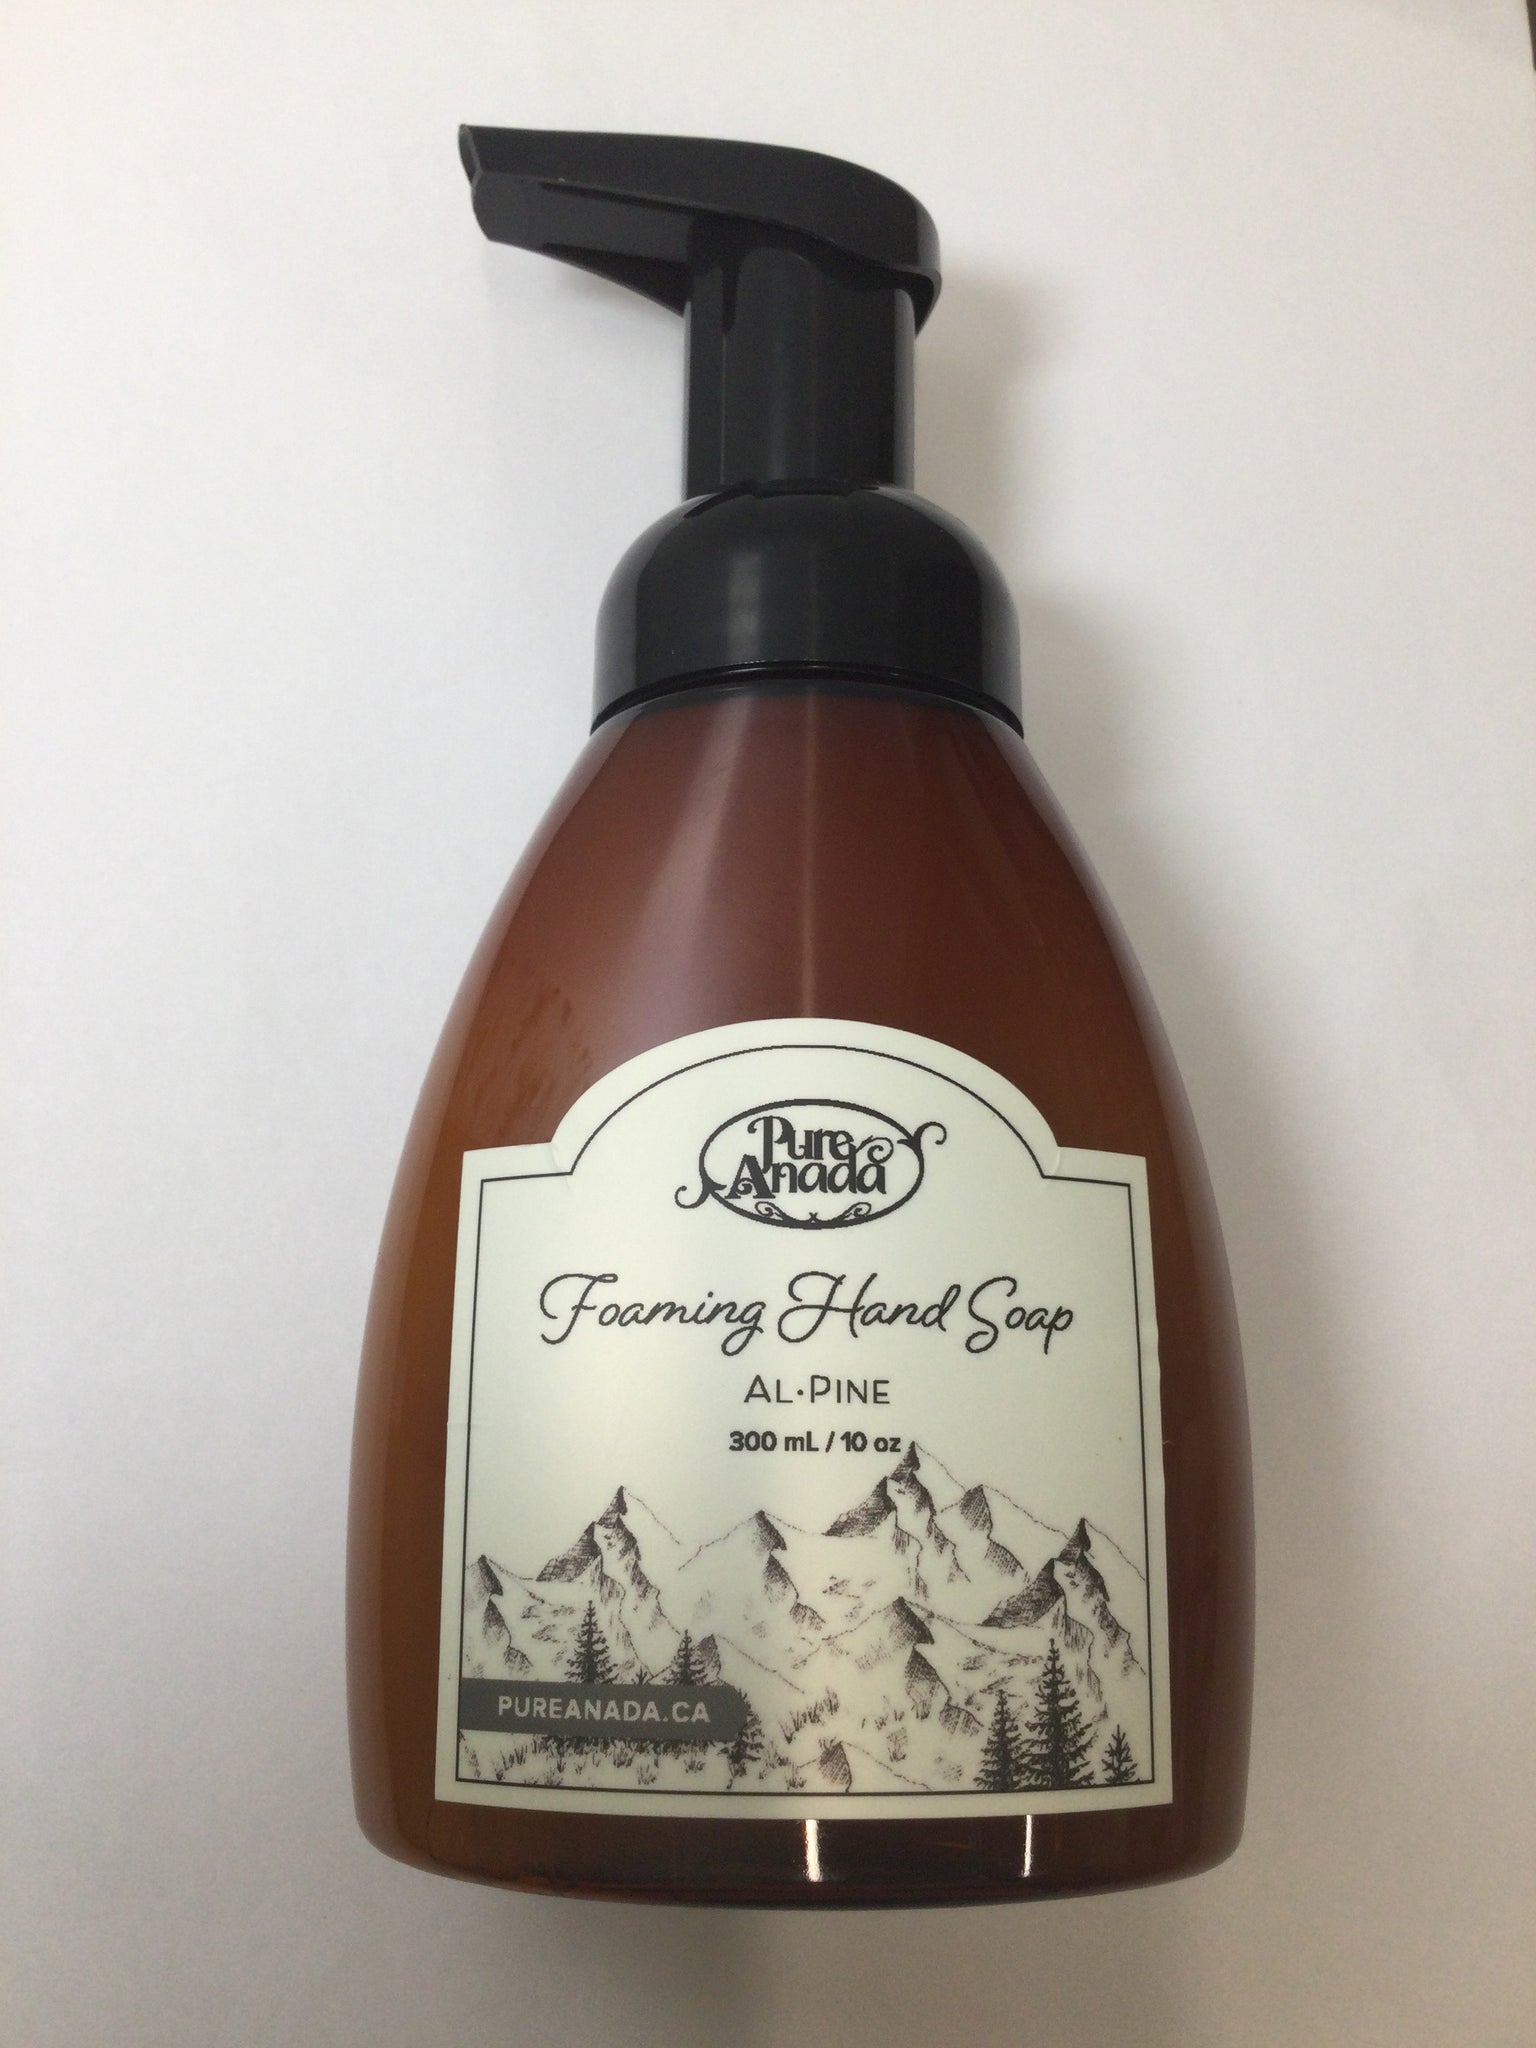 Pure
Anada
Foaming Hand Soap
AL·PINE
300 mL / 10 oz
PUREANADA.CA